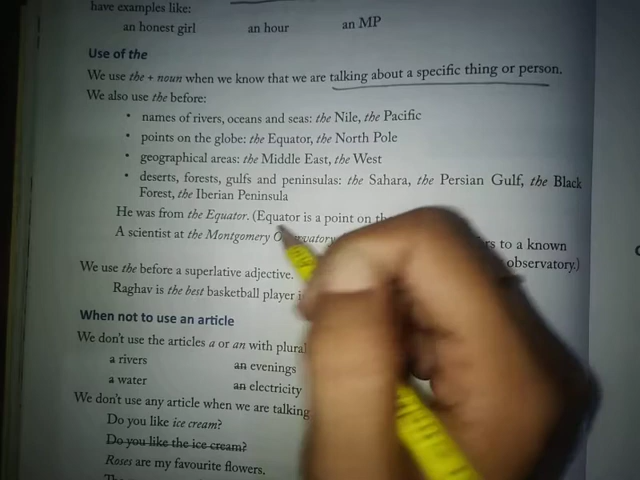 have examples like:
an honest girl an hour an MP
Use of the
We use the + noun when we know that we are talking about a specific thing or person.
We also use the before:
• names of rivers, oceans and seas: the Nile, the Pacific
• points on the globe: the Equator, the North Pole
• geographical areas: the Middle East, the West
• deserts, forests, gulfs and peninsulas: the Sahara, the Persian Gulf, the Black
Forest, the Iberian Peninsula
He was from the Equator. (Equator is a point on
A scientist at the Montgomery to a known
observatory.)
We use the before a superlative adjective.
Raghav is the best basketball player
When not to use an article
We don't use the articles a or an with plural
a rivers an evenings
a water an electricity
We don't use any article when we are talking
Do you like ice cream?
Do you like the ice cream?
Roses are my favourite flowers.